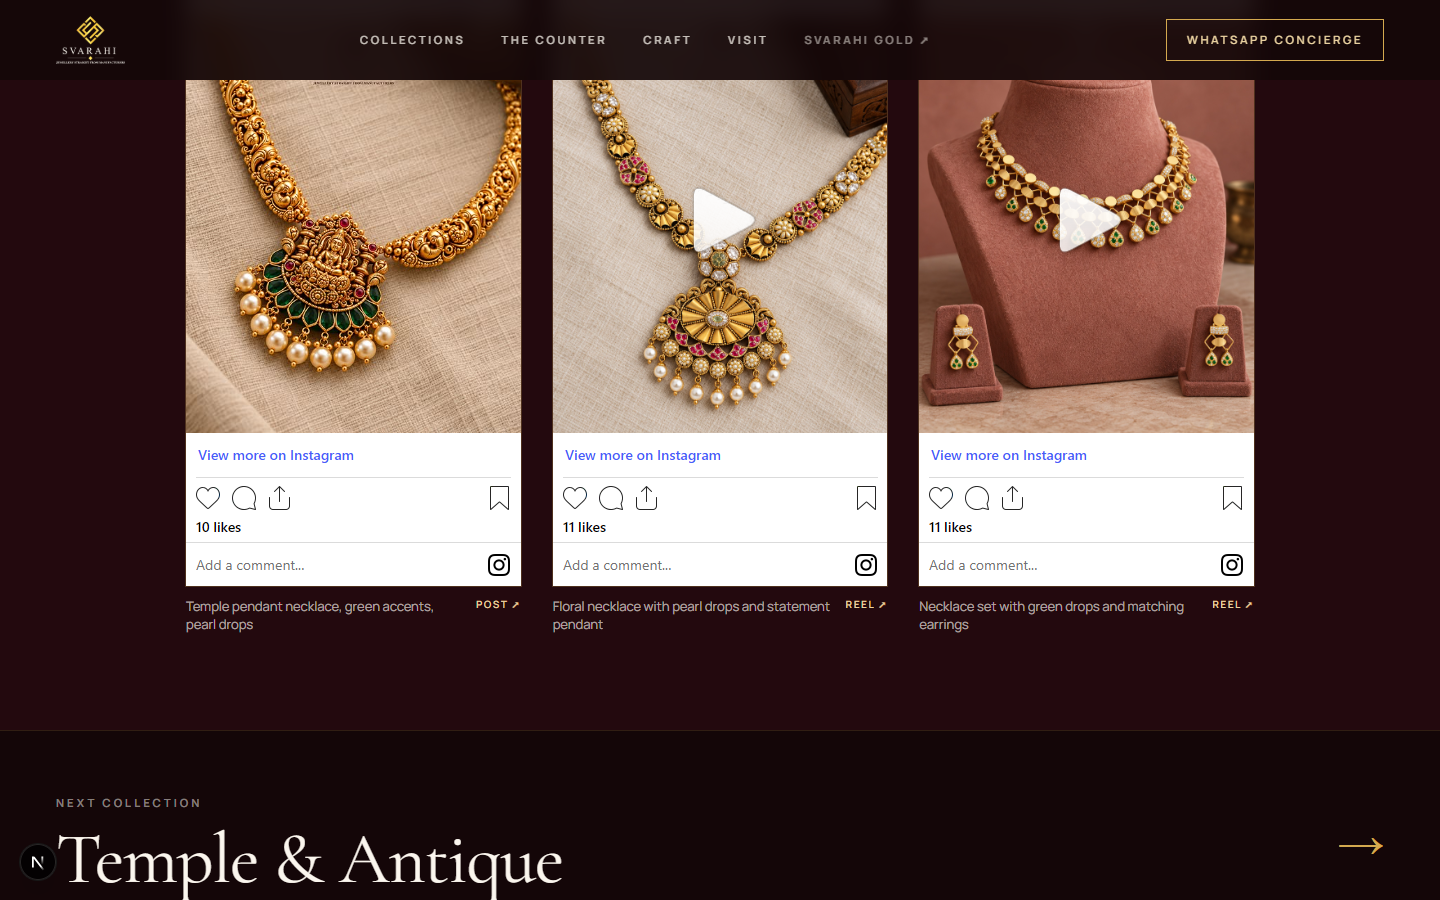 SVARAHI
COLLECTIONS
THE COUNTER
CRAFT
VISIT
SVARAHI GOLD ↗
WHATSAPP CONCIERGE
View more on Instagram
10 likes
Add a comment...
Temple pendant necklace, green accents,
pearl drops
POST ↗
View more on Instagram
11 likes
Add a comment...
Floral necklace with pearl drops and statement
pendant
REEL ↗
View more on Instagram
11 likes
Add a comment...
Necklace set with green drops and matching
earrings
REEL ↗
NEXT COLLECTION
Temple & Antique
→
N